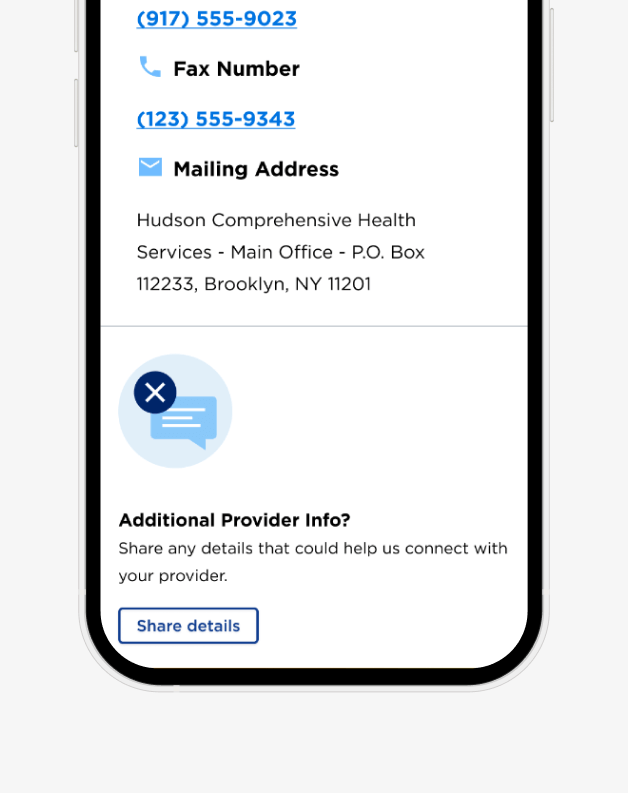 (917) 555-9023
Fax Number
(123) 555-9343
Mailing Address
Hudson Comprehensive Health
Services - Main Office - P.O. Box
112233, Brooklyn, NY 11201
Additional Provider Info?
Share any details that could help us connect with
your provider.
Share details